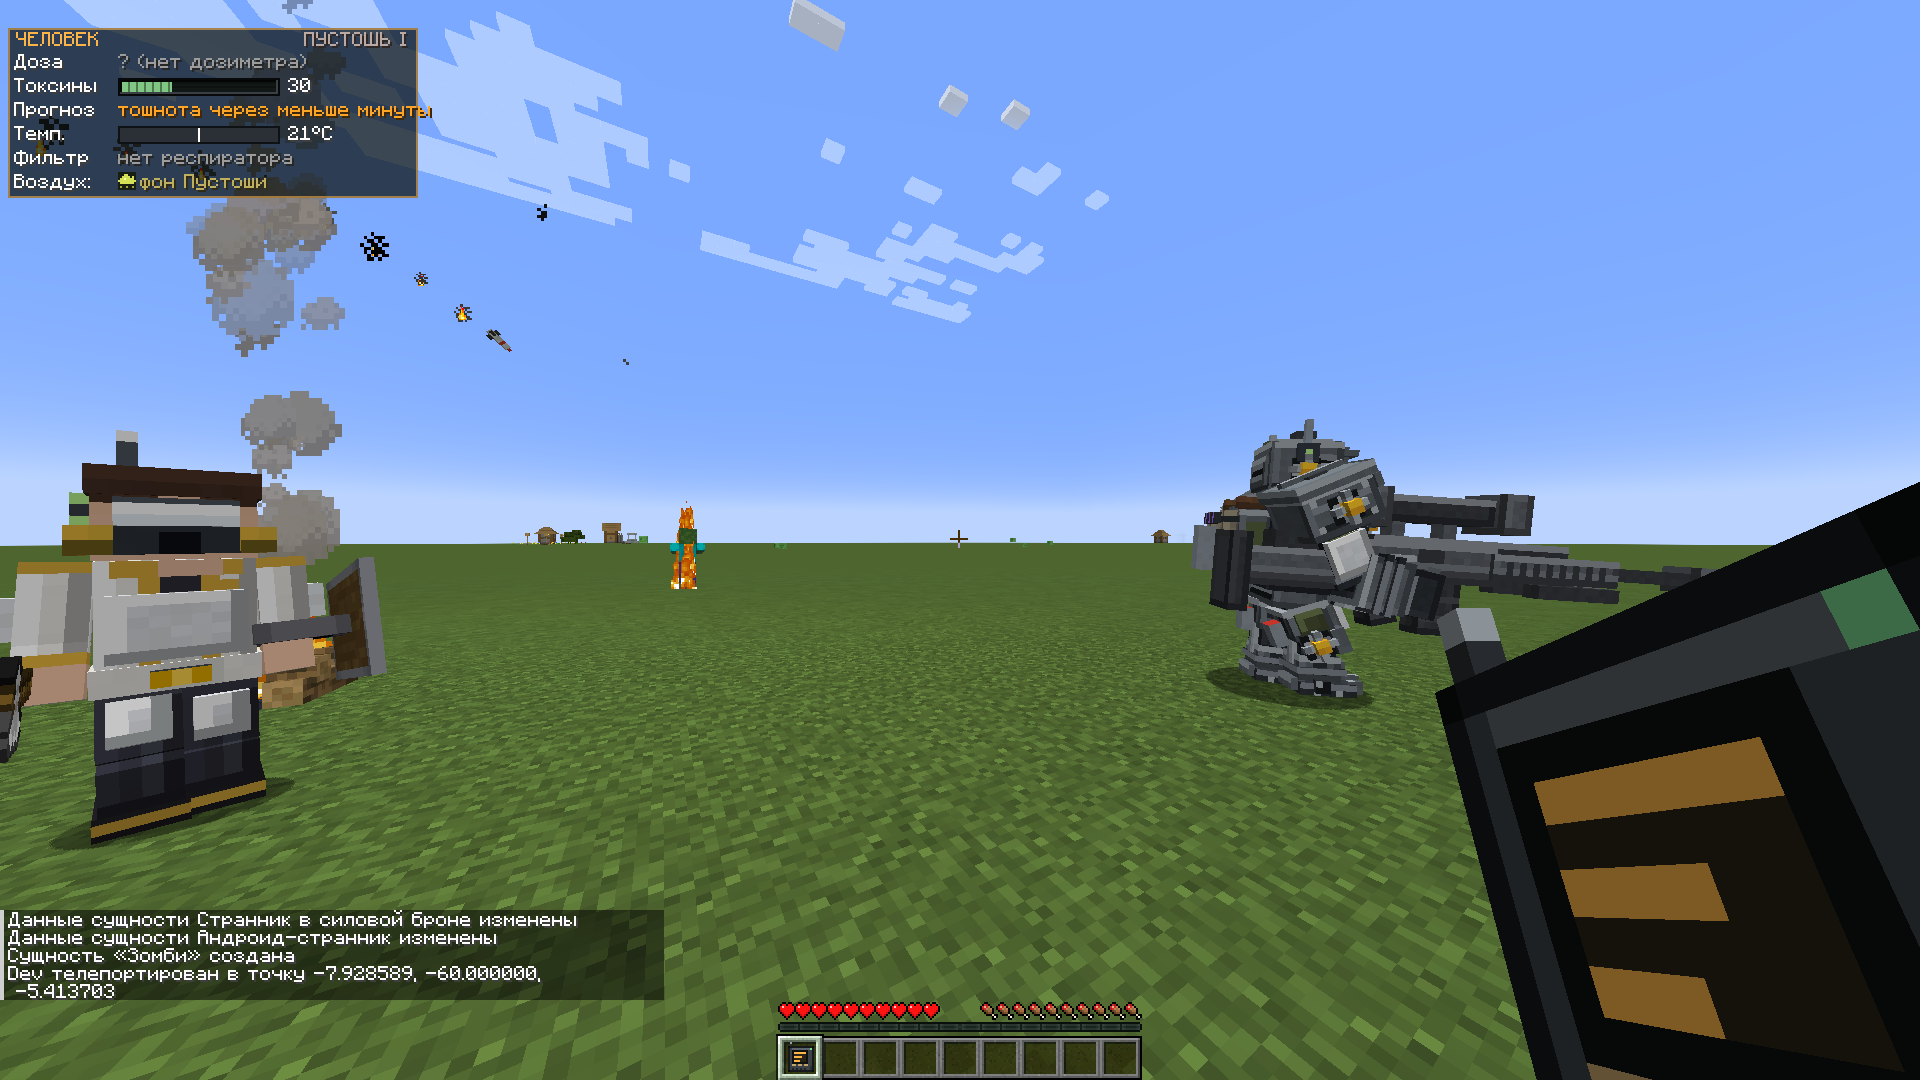 ЧЕЛОВЕК ПУСТОШЬ I
Доза ? (нет дозиметра)
Токсины 30
Прогноз тошнота через меньше минуты
Темп. 21°C
Фильтр нет респиратора
Воздух: фон Пустоши
Данные сущности Странник в силовой броне изменены
Данные сущности Андроид-странник изменены
Сущность «Зомби» создана
Dev телепортирован в точку -7.928589, -60.000000,
-5.413703